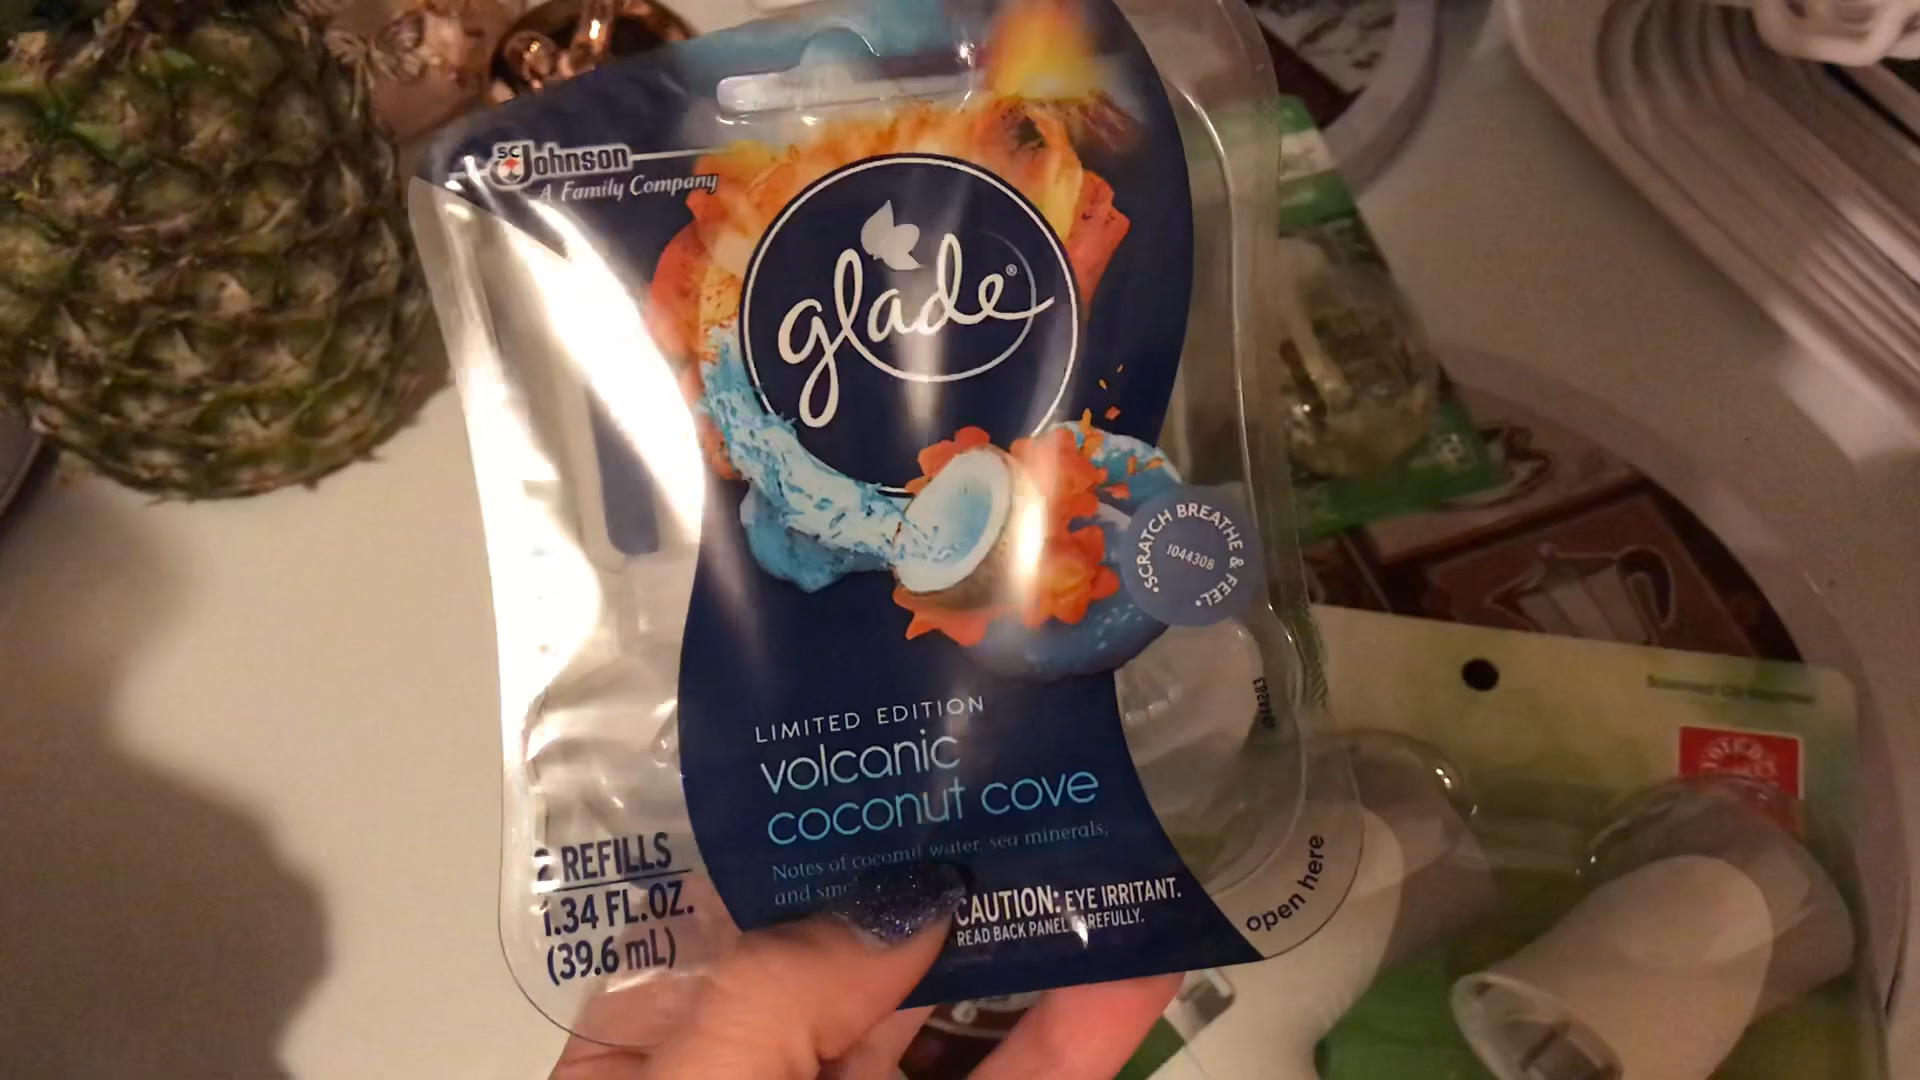 SC Johnson
A Family Company
glade®
SCRATCH BREATHE & FEEL
1044308
LIMITED EDITION
volcanic
coconut cove
Notes of coconut water, sea minerals,
and
2 REFILLS
1.34 FL.OZ.
(39.6 mL)
CAUTION: EYE IRRITANT.
READ BACK PANEL CAREFULLY.
open here